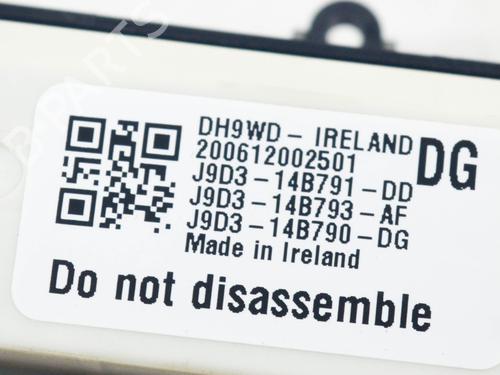 DH9WD - IRELAND DG
200612002501
J9D3-14B791-DD
J9D3-14B793-AF
J9D3-14B790-DG
Made in Ireland
Do not disassemble
B-PARTS